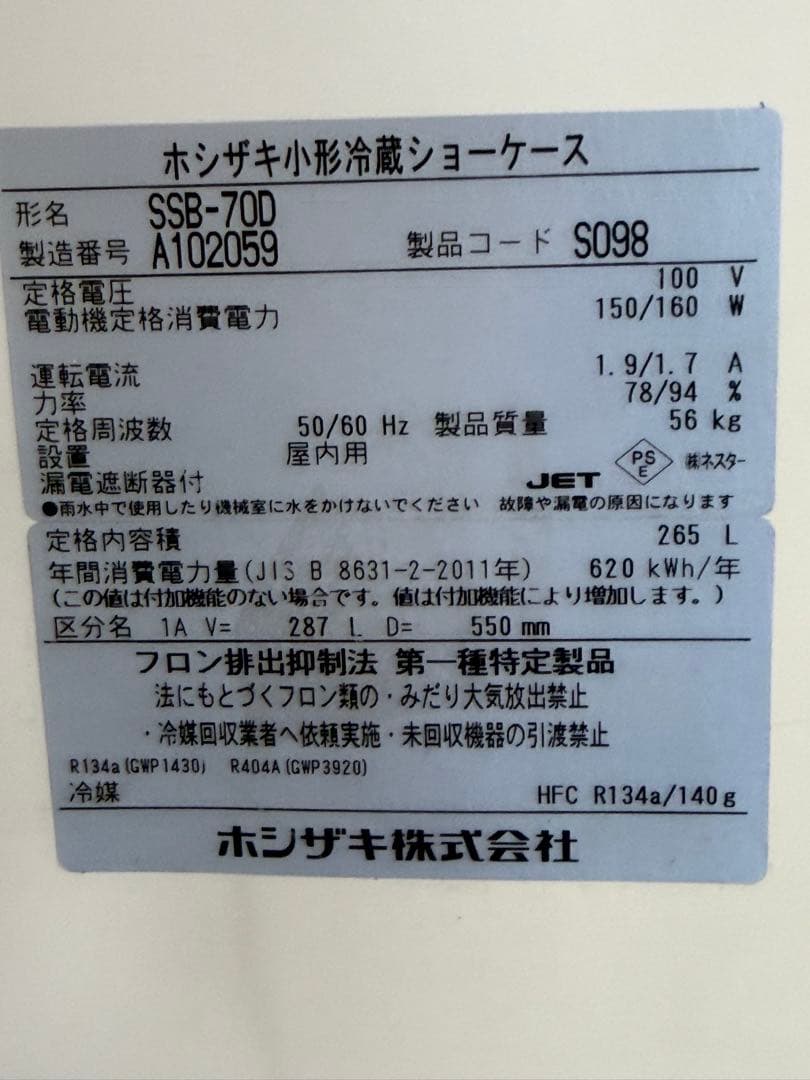 ホシザキ小形冷蔵ショーケース
形名 SSB-70D
製造番号 A102059 製品コード S098
定格電圧 100 V
電動機定格消費電力 150/160 W
運転電流 1.9/1.7 A
力率 78/94 %
定格周波数 50/60 Hz 製品質量 56 kg
設置 屋内用
漏電遮断器付 JET PSE ㈱ネスター
●雨水中で使用したり機械室に水をかけないでください 故障や漏電の原因になります
定格内容積 265 L
年間消費電力量(JIS B 8631-2-2011年) 620 kWh/年
(この値は付加機能のない場合です。値は付加機能により増加します。)
区分名 1A V= 287 L D= 550 mm
フロン排出抑制法 第一種特定製品
法にもとづくフロン類の・みだり大気放出禁止
・冷媒回収業者へ依頼実施・未回収機器の引渡禁止
R134a(GWP1430) R404A(GWP3920)
冷媒 HFC R134a/140g
ホシザキ株式会社